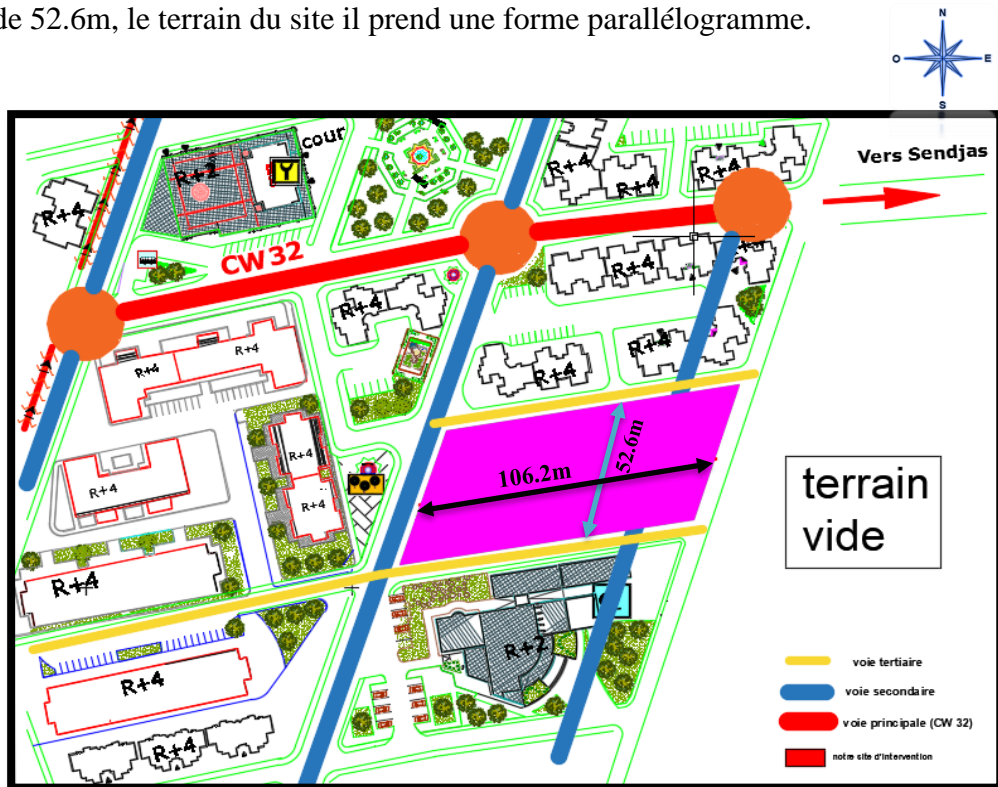 de 52.6m, le terrain du site il prend une forme parallélogramme.
N
O
E
S
cour
R+4
R+4
R+4
Vers Sendjas
R+4
Y
CW 32
R+4
R+4
R+4
R+4
R+4
R+4
R+4
106.2m
52.6m
R+4
R+4
R+4
terrain
vide
R+4
R+2
R+4
R+4
voie tertiaire
voie secondaire
voie principale (CW 32)
notre site d'intervention